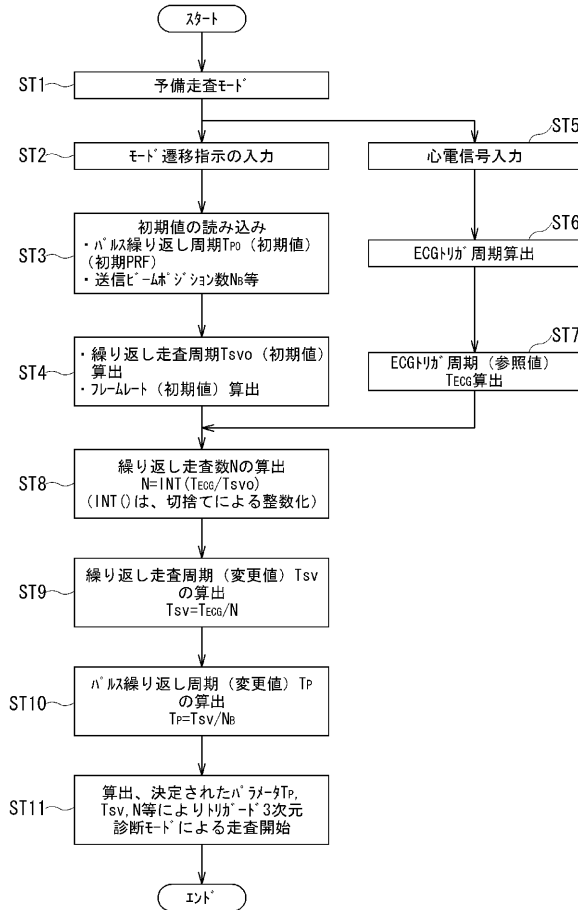 スタート
ST1
予備走査モード
ST2
モード遷移指示の入力
ST3
初期値の読み込み
・パルス繰り返し周期TP0（初期値）
（初期PRF）
・送信ビームポジション数NB等
ST4
・繰り返し走査周期Tsvo（初期値）
算出
・フレームレート（初期値）算出
ST5
心電信号入力
ST6
ECGトリガ周期算出
ST7
ECGトリガ周期（参照値）
TECG算出
ST8
繰り返し走査数Nの算出
N=INT(TECG/Tsvo)
(INT()は、切捨てによる整数化)
ST9
繰り返し走査周期（変更値）Tsv
の算出
Tsv=TECG/N
ST10
パルス繰り返し周期（変更値）TP
の算出
TP=Tsv/NB
ST11
算出、決定されたパラメータTP,
Tsv,N等によりトリガード3次元
診断モードによる走査開始
エンド